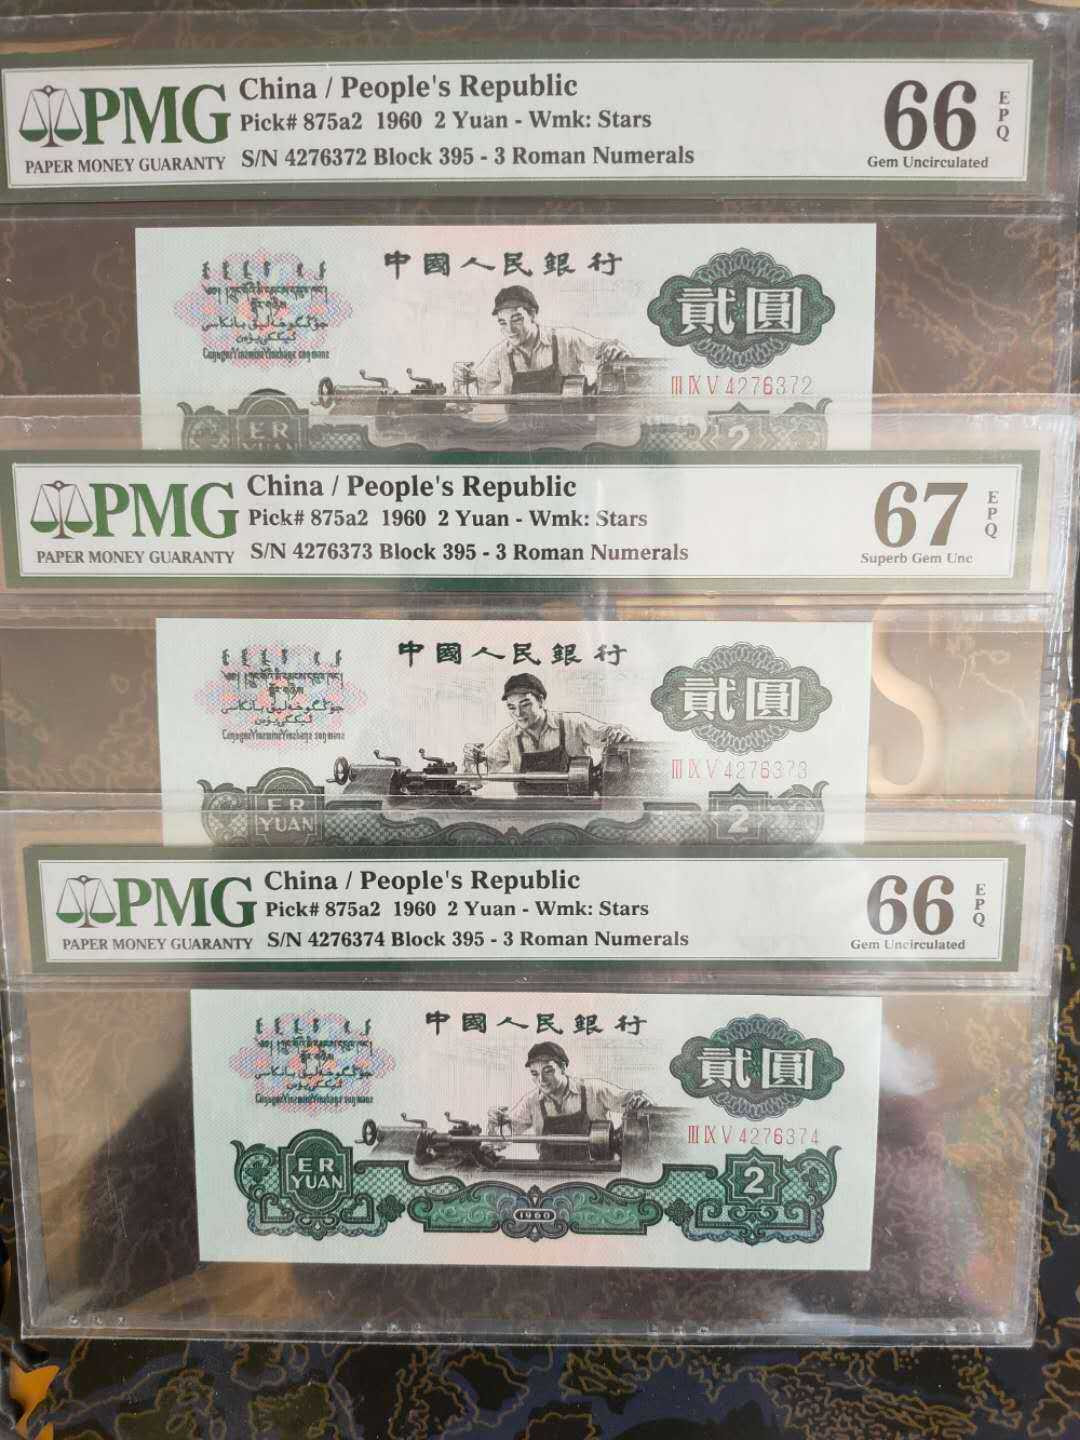 PMG
PAPER MONEY GUARANTY
China / People's Republic
Pick# 875a2 1960 2 Yuan - Wmk: Stars
S/N 4276372 Block 395 - 3 Roman Numerals
66
EPQ
Gem Uncirculated
中國人民銀行
貳圓
III IX V 4276372
ER
YUAN
2
PMG
PAPER MONEY GUARANTY
China / People's Republic
Pick# 875a2 1960 2 Yuan - Wmk: Stars
S/N 4276373 Block 395 - 3 Roman Numerals
67
EPQ
Superb Gem Unc
中國人民銀行
貳圓
III IX V 4276373
ER
YUAN
2
PMG
PAPER MONEY GUARANTY
China / People's Republic
Pick# 875a2 1960 2 Yuan - Wmk: Stars
S/N 4276374 Block 395 - 3 Roman Numerals
66
EPQ
Gem Uncirculated
中國人民銀行
貳圓
III IX V 4276374
ER
YUAN
1960
2